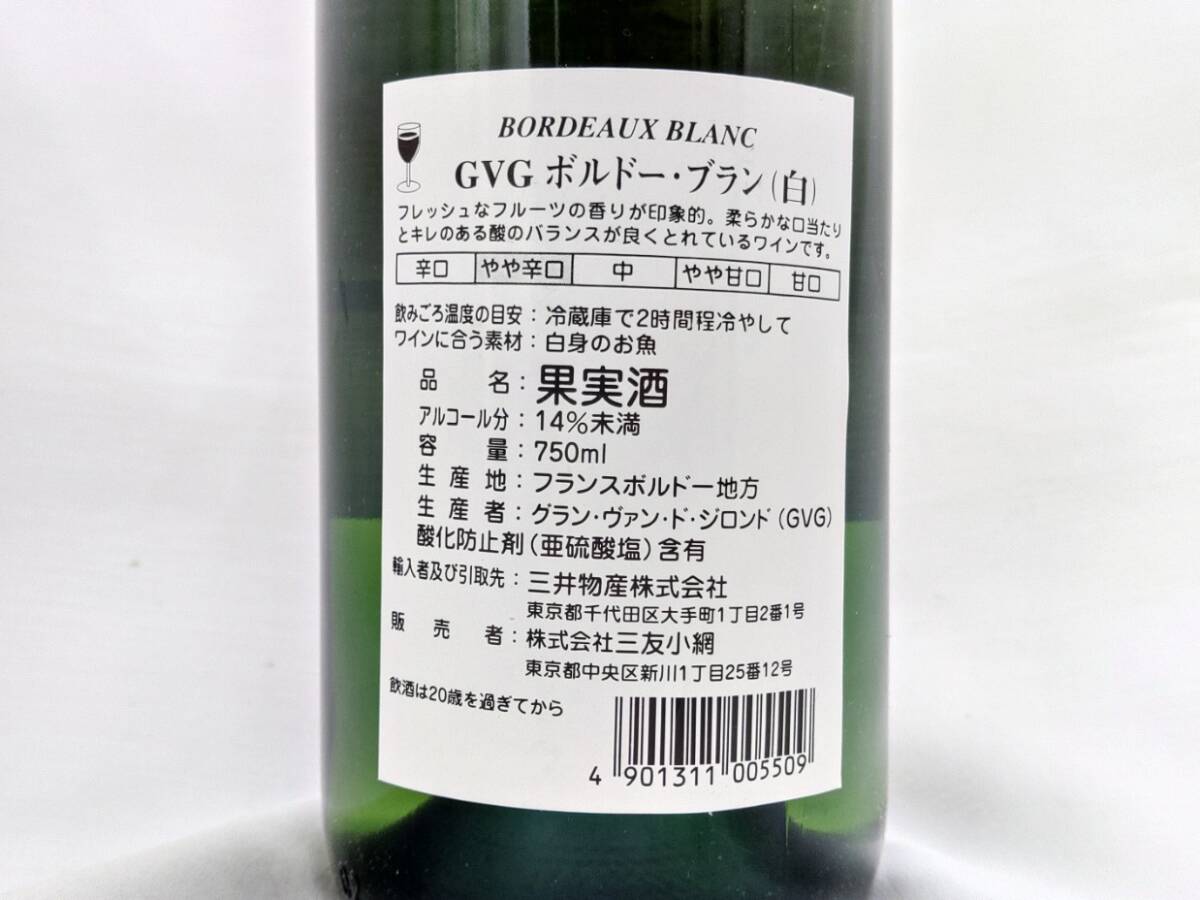 BORDEAUX BLANC
GVG ボルドー・ブラン(白)
フレッシュなフルーツの香りが印象的。柔らかな口当たり
とキレのある酸のバランスが良くとれているワインです。
辛口 やや辛口 中 やや甘口 甘口
飲みごろ温度の目安：冷蔵庫で2時間程冷やして
ワインに合う素材：白身のお魚
品名：果実酒
アルコール分：14%未満
容量：750ml
生産地：フランスボルドー地方
生産者：グラン・ヴァン・ド・ジロンド(GVG)
酸化防止剤(亜硫酸塩)含有
輸入者及び引取先：三井物産株式会社
東京都千代田区大手町1丁目2番1号
販売者：株式会社三友小網
東京都中央区新川1丁目25番12号
飲酒は20歳を過ぎてから
4 901311 005509